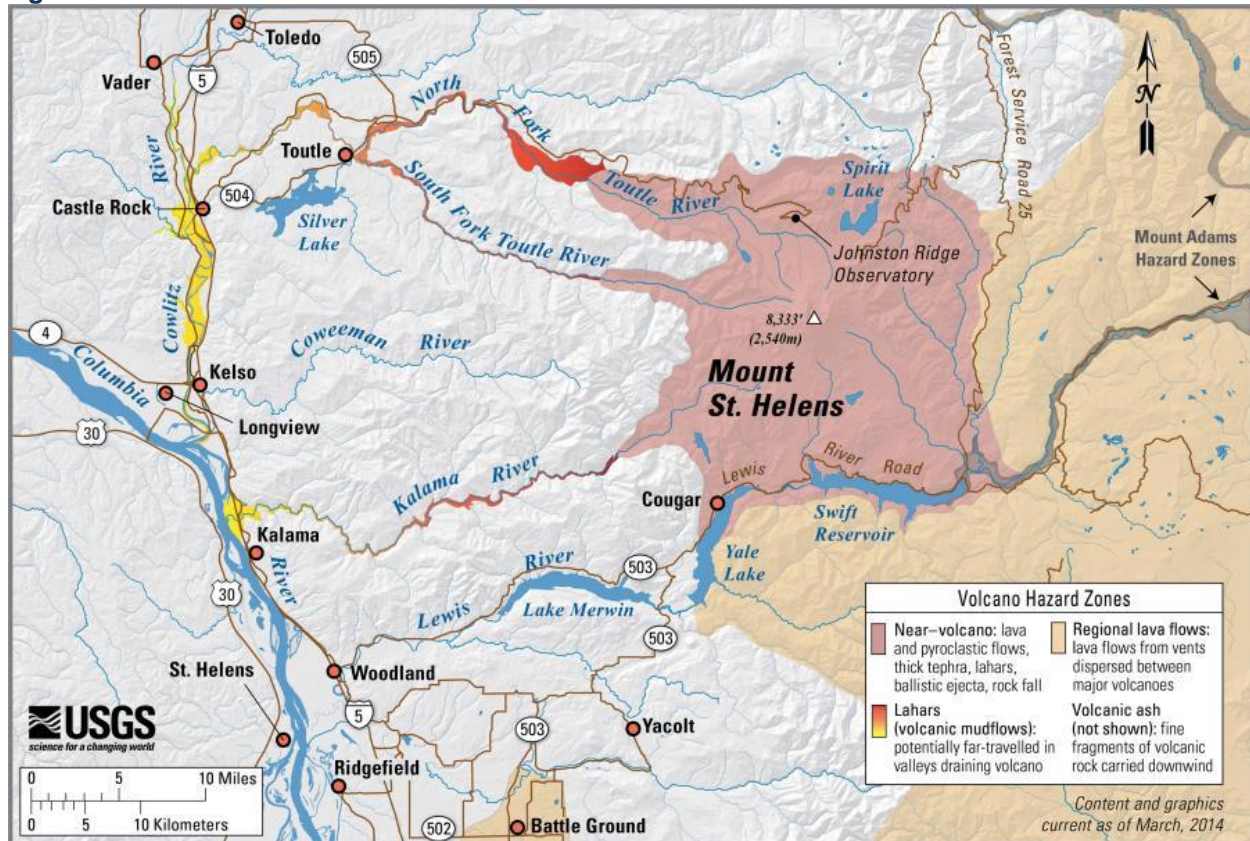 Toledo
505
Vader
5
River
North
Fork
Forest Service Road 25
N
Toutle
Castle Rock
504
Silver
Lake
South Fork Toutle River
Toutle River
Spirit
Lake
Johnston Ridge
Observatory
Mount Adams
Hazard Zones
8,333'
(2,540m)
Mount
St. Helens
Cowlitz
4
Columbia
Coweeman River
Kelso
Longview
30
Kalama River
Lewis River Road
Cougar
Swift
Reservoir
Yale
Lake
Kalama
River
30
503
Lewis River
Lake Merwin
503
Woodland
St. Helens
5
503
Yacolt
Ridgefield
502
Battle Ground
USGS
science for a changing world
0 5 10 Miles
0 5 10 Kilometers
Volcano Hazard Zones
Near–volcano: lava
and pyroclastic flows,
thick tephra, lahars,
ballistic ejecta, rock fall
Lahars
(volcanic mudflows):
potentially far-travelled in
valleys draining volcano
Regional lava flows:
lava flows from vents
dispersed between
major volcanoes
Volcanic ash
(not shown): fine
fragments of volcanic
rock carried downwind
Content and graphics
current as of March, 2014